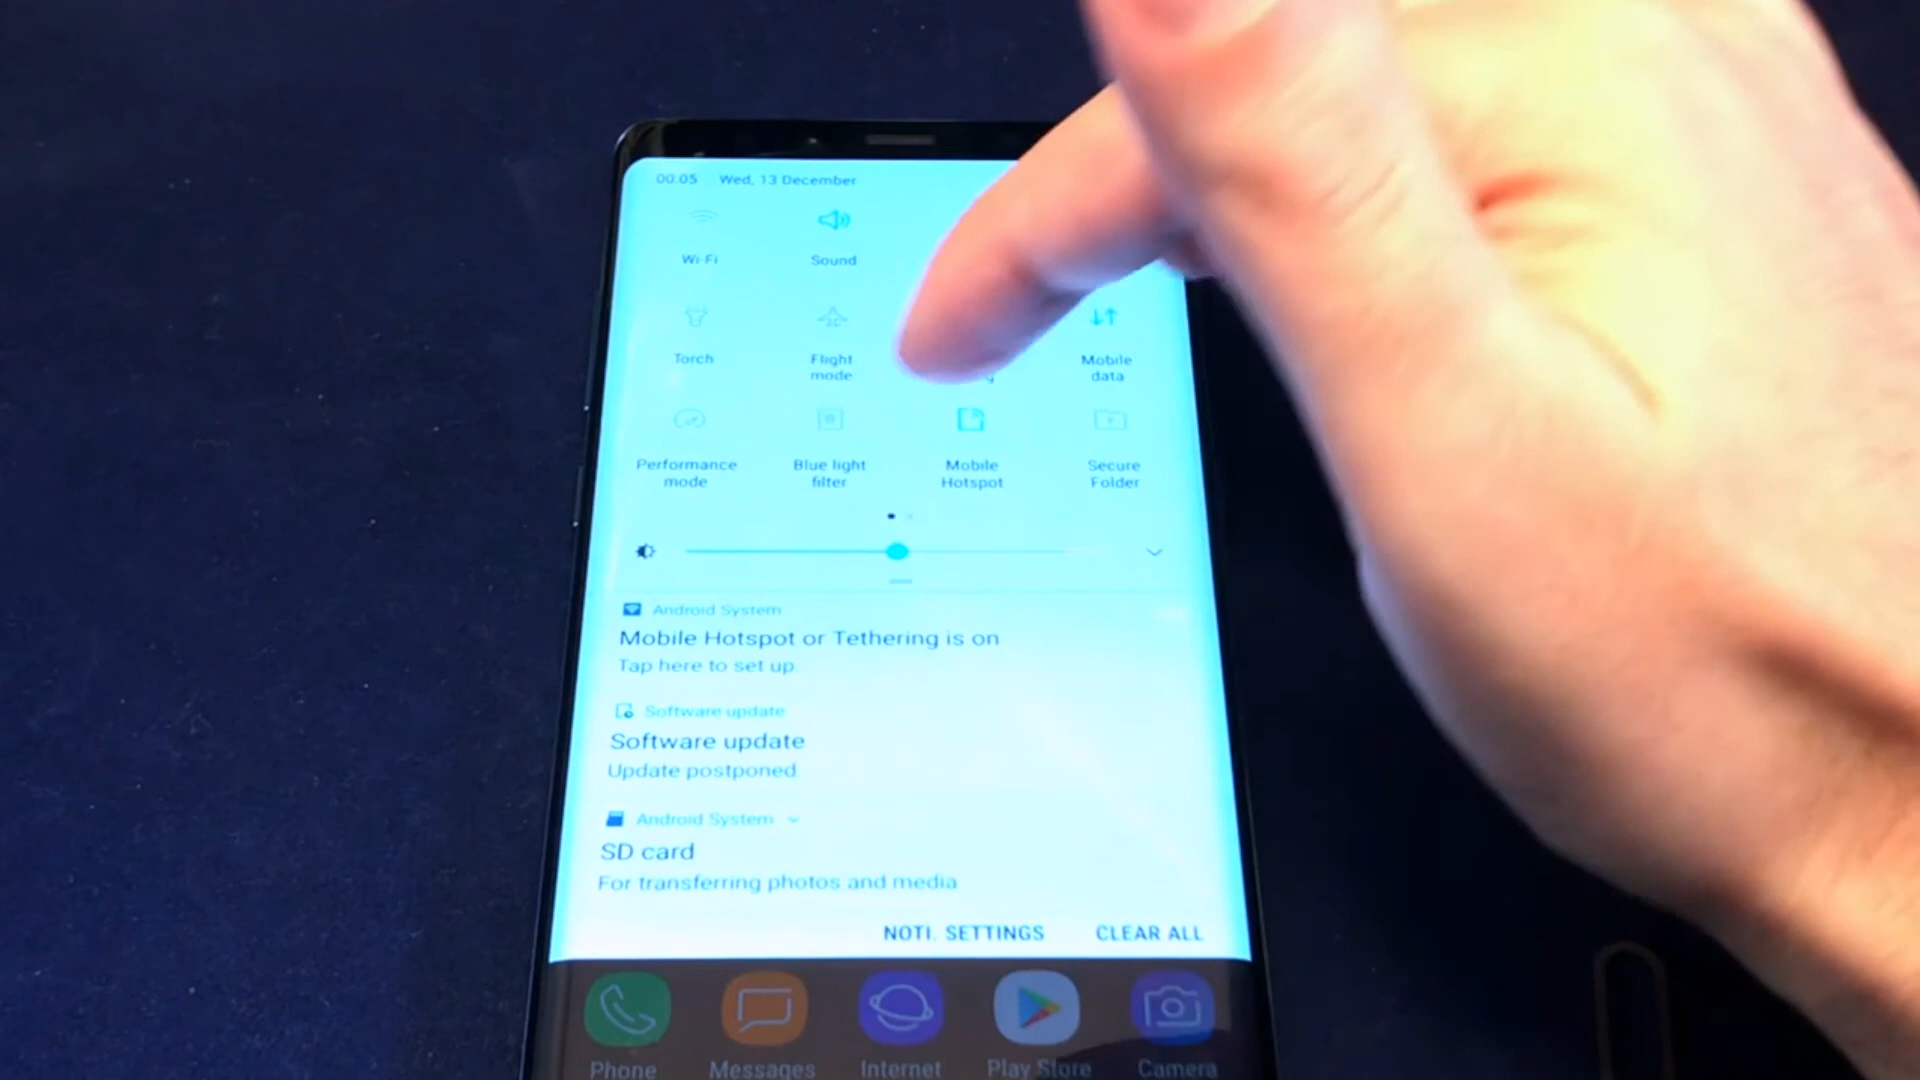 00.05 Wed, 13 December
Wi-Fi Sound
Torch Flight mode Mobile data
Performance mode Blue light filter Mobile Hotspot Secure Folder
Android System
Mobile Hotspot or Tethering is on
Tap here to set up.
Software update
Software update
Update postponed.
Android System
SD card
For transferring photos and media
NOTI. SETTINGS CLEAR ALL
Phone Messages Internet Play Store Camera